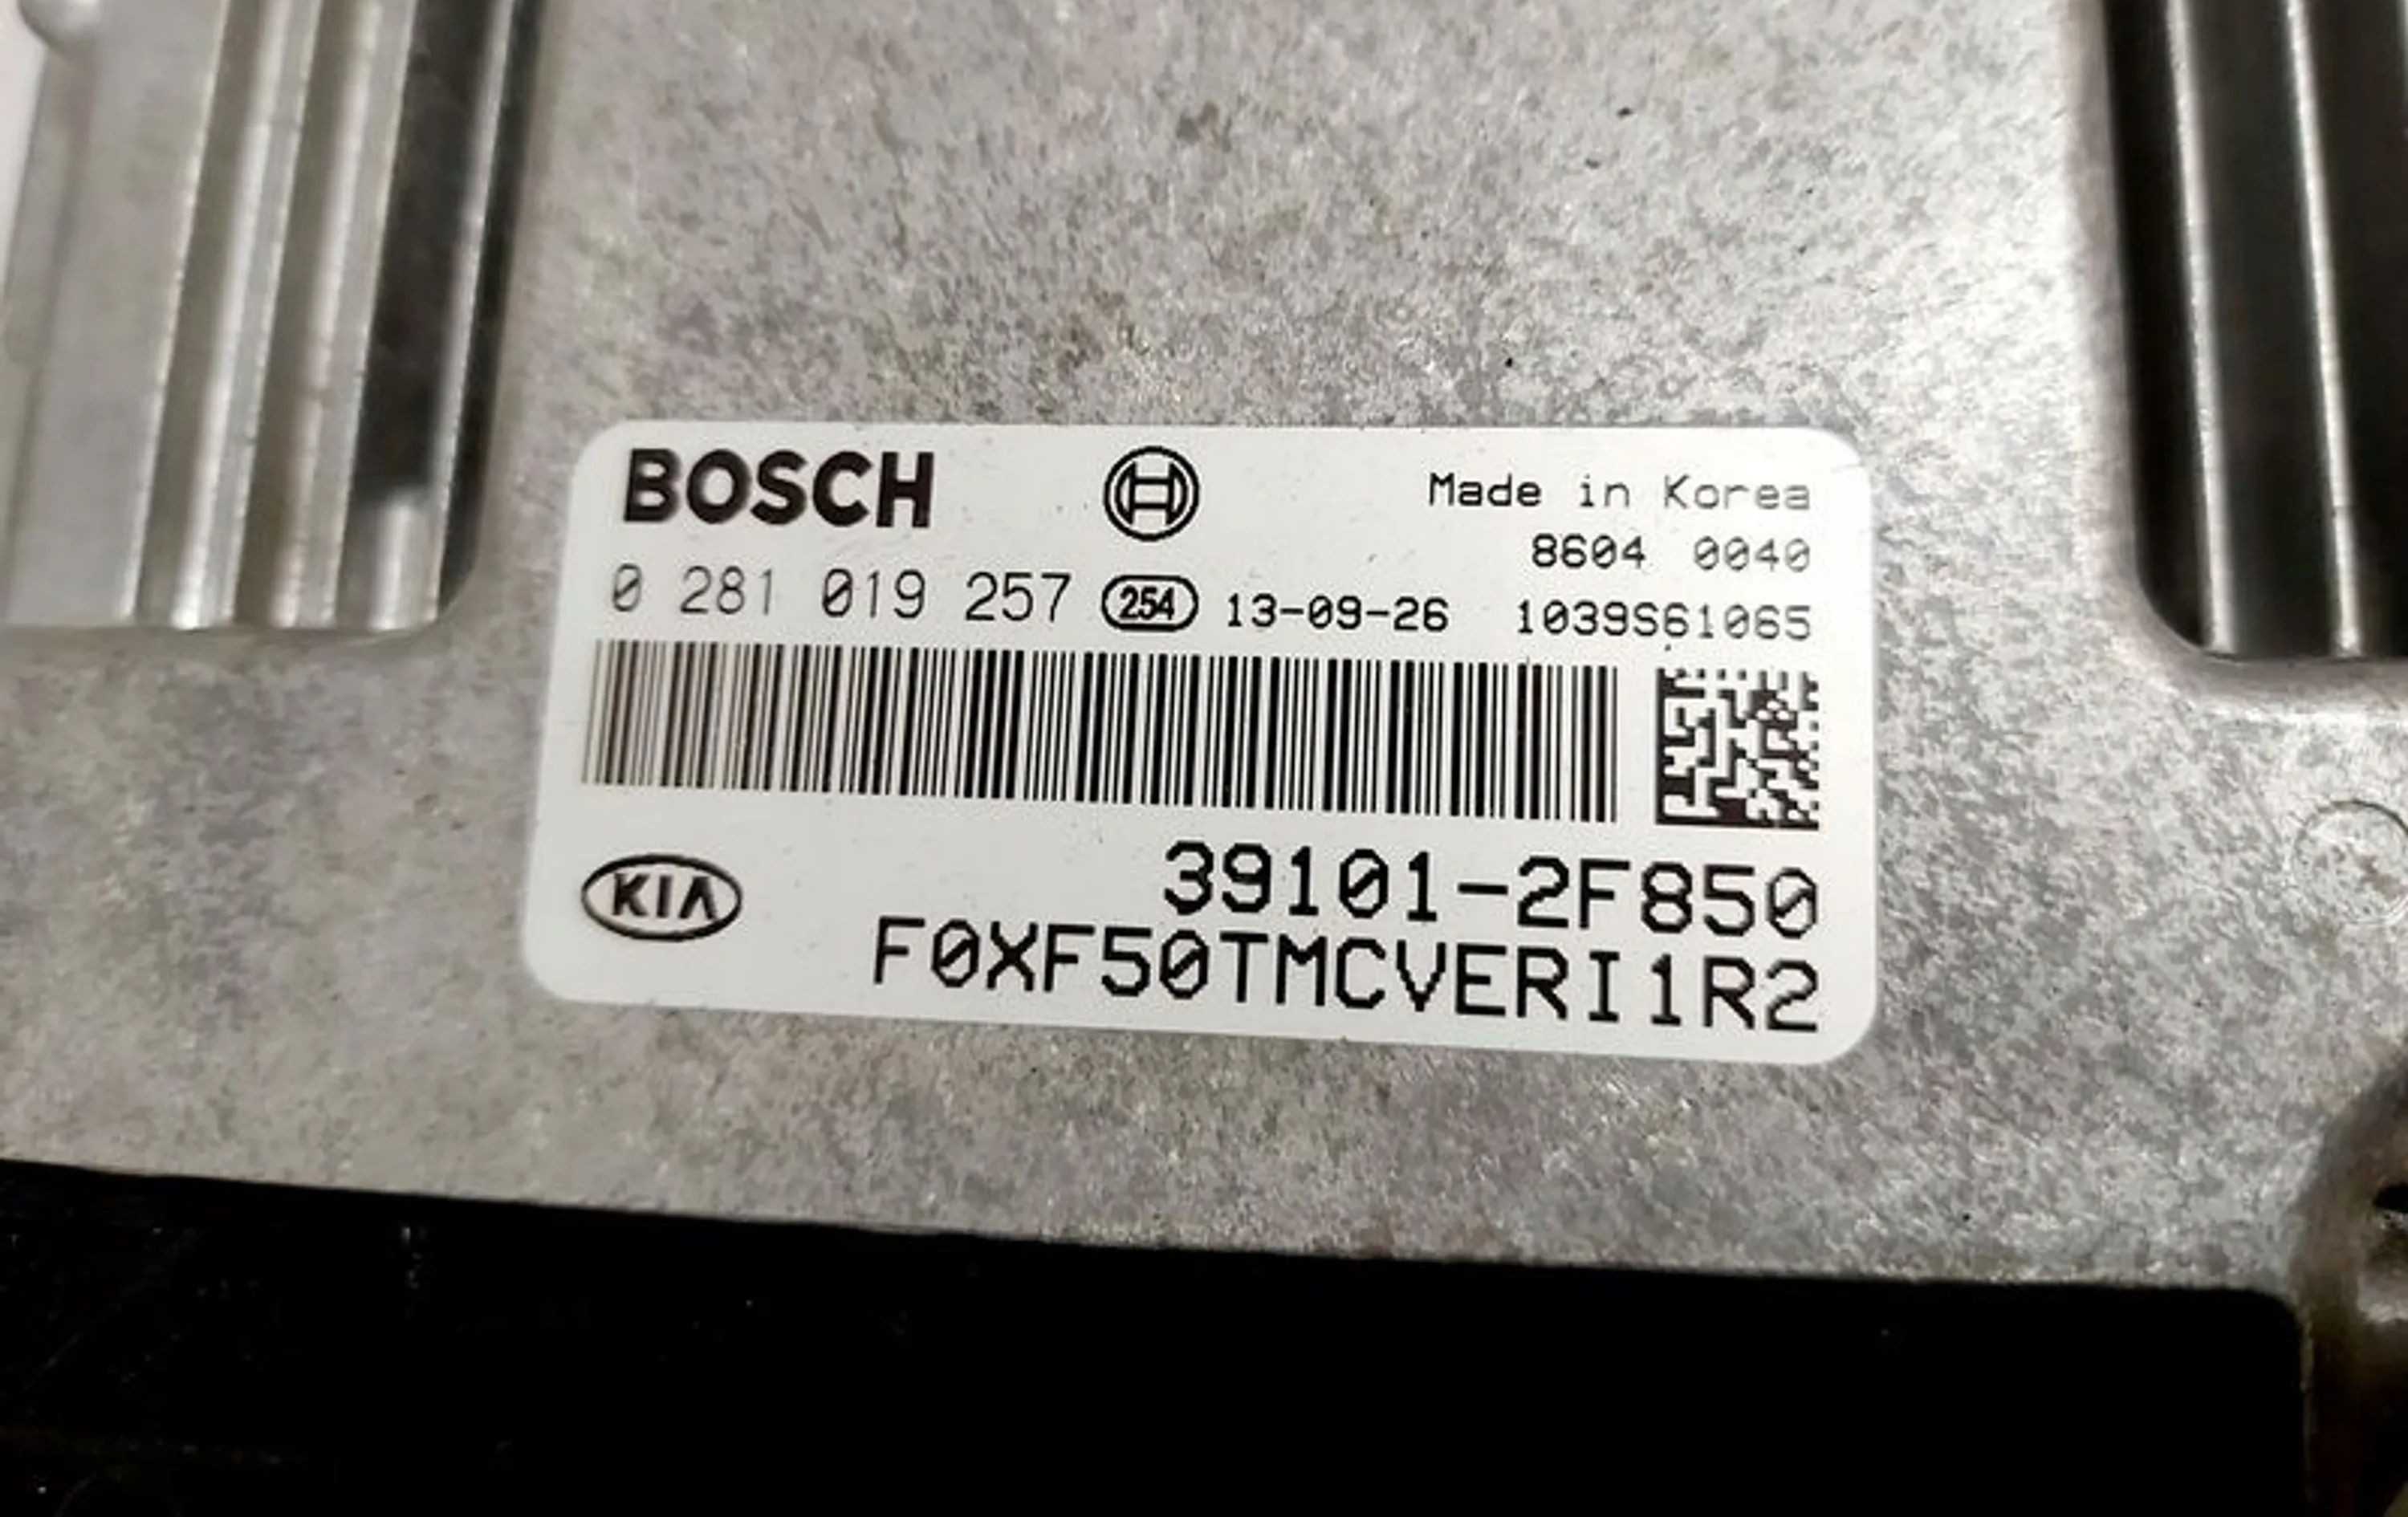 BOSCH
Made in Korea
8604 0040
0 281 019 257 254 13-09-26 1039S61065
KIA
39101-2F850
F0XF50TMCVERI1R2